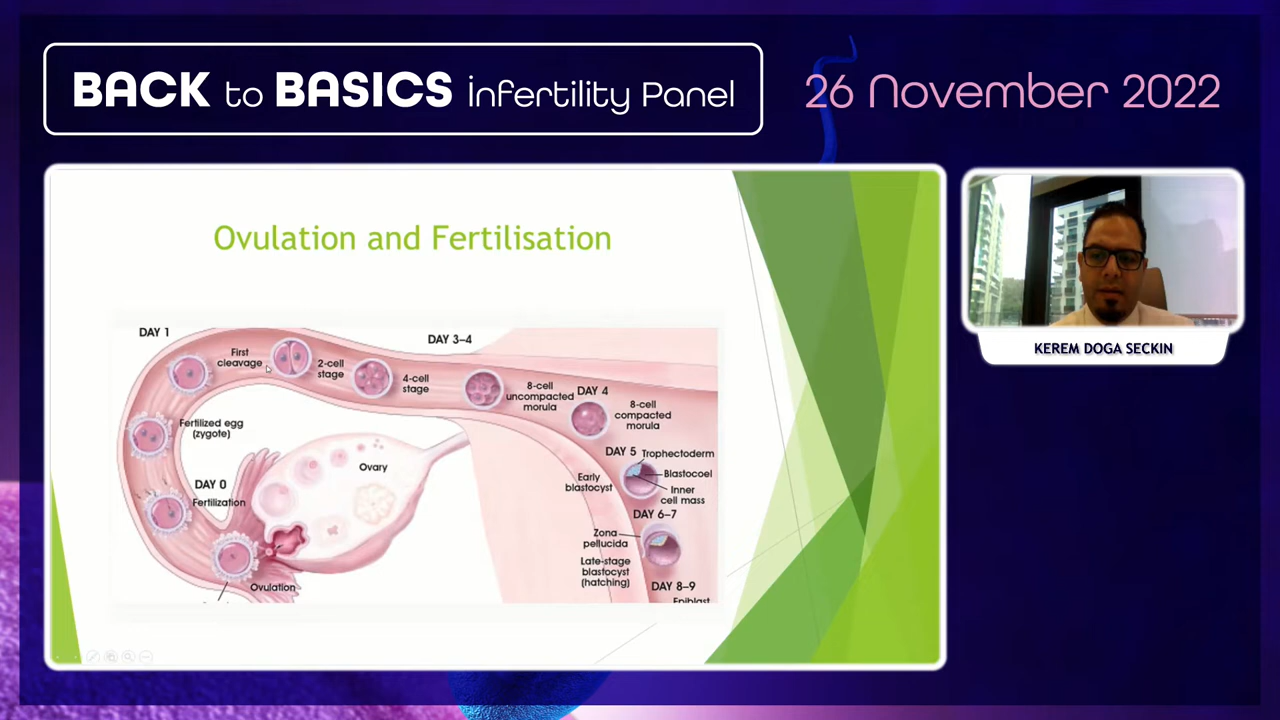 BACK to BASICS infertility Panel
26 November 2022
Ovulation and Fertilisation
DAY 1
First
cleavage
2-cell
stage
4-cell
stage
DAY 3–4
8-cell
uncompacted
morula
DAY 4
8-cell
compacted
morula
Fertilized egg
(zygote)
DAY 0
Fertilization
Ovary
Ovulation
DAY 5
Trophectoderm
Blastocoel
Inner
cell mass
Early
blastocyst
DAY 6–7
Zona
pellucida
Late-stage
blastocyst
(hatching)
DAY 8–9
Epiblast
KEREM DOGA SECKIN